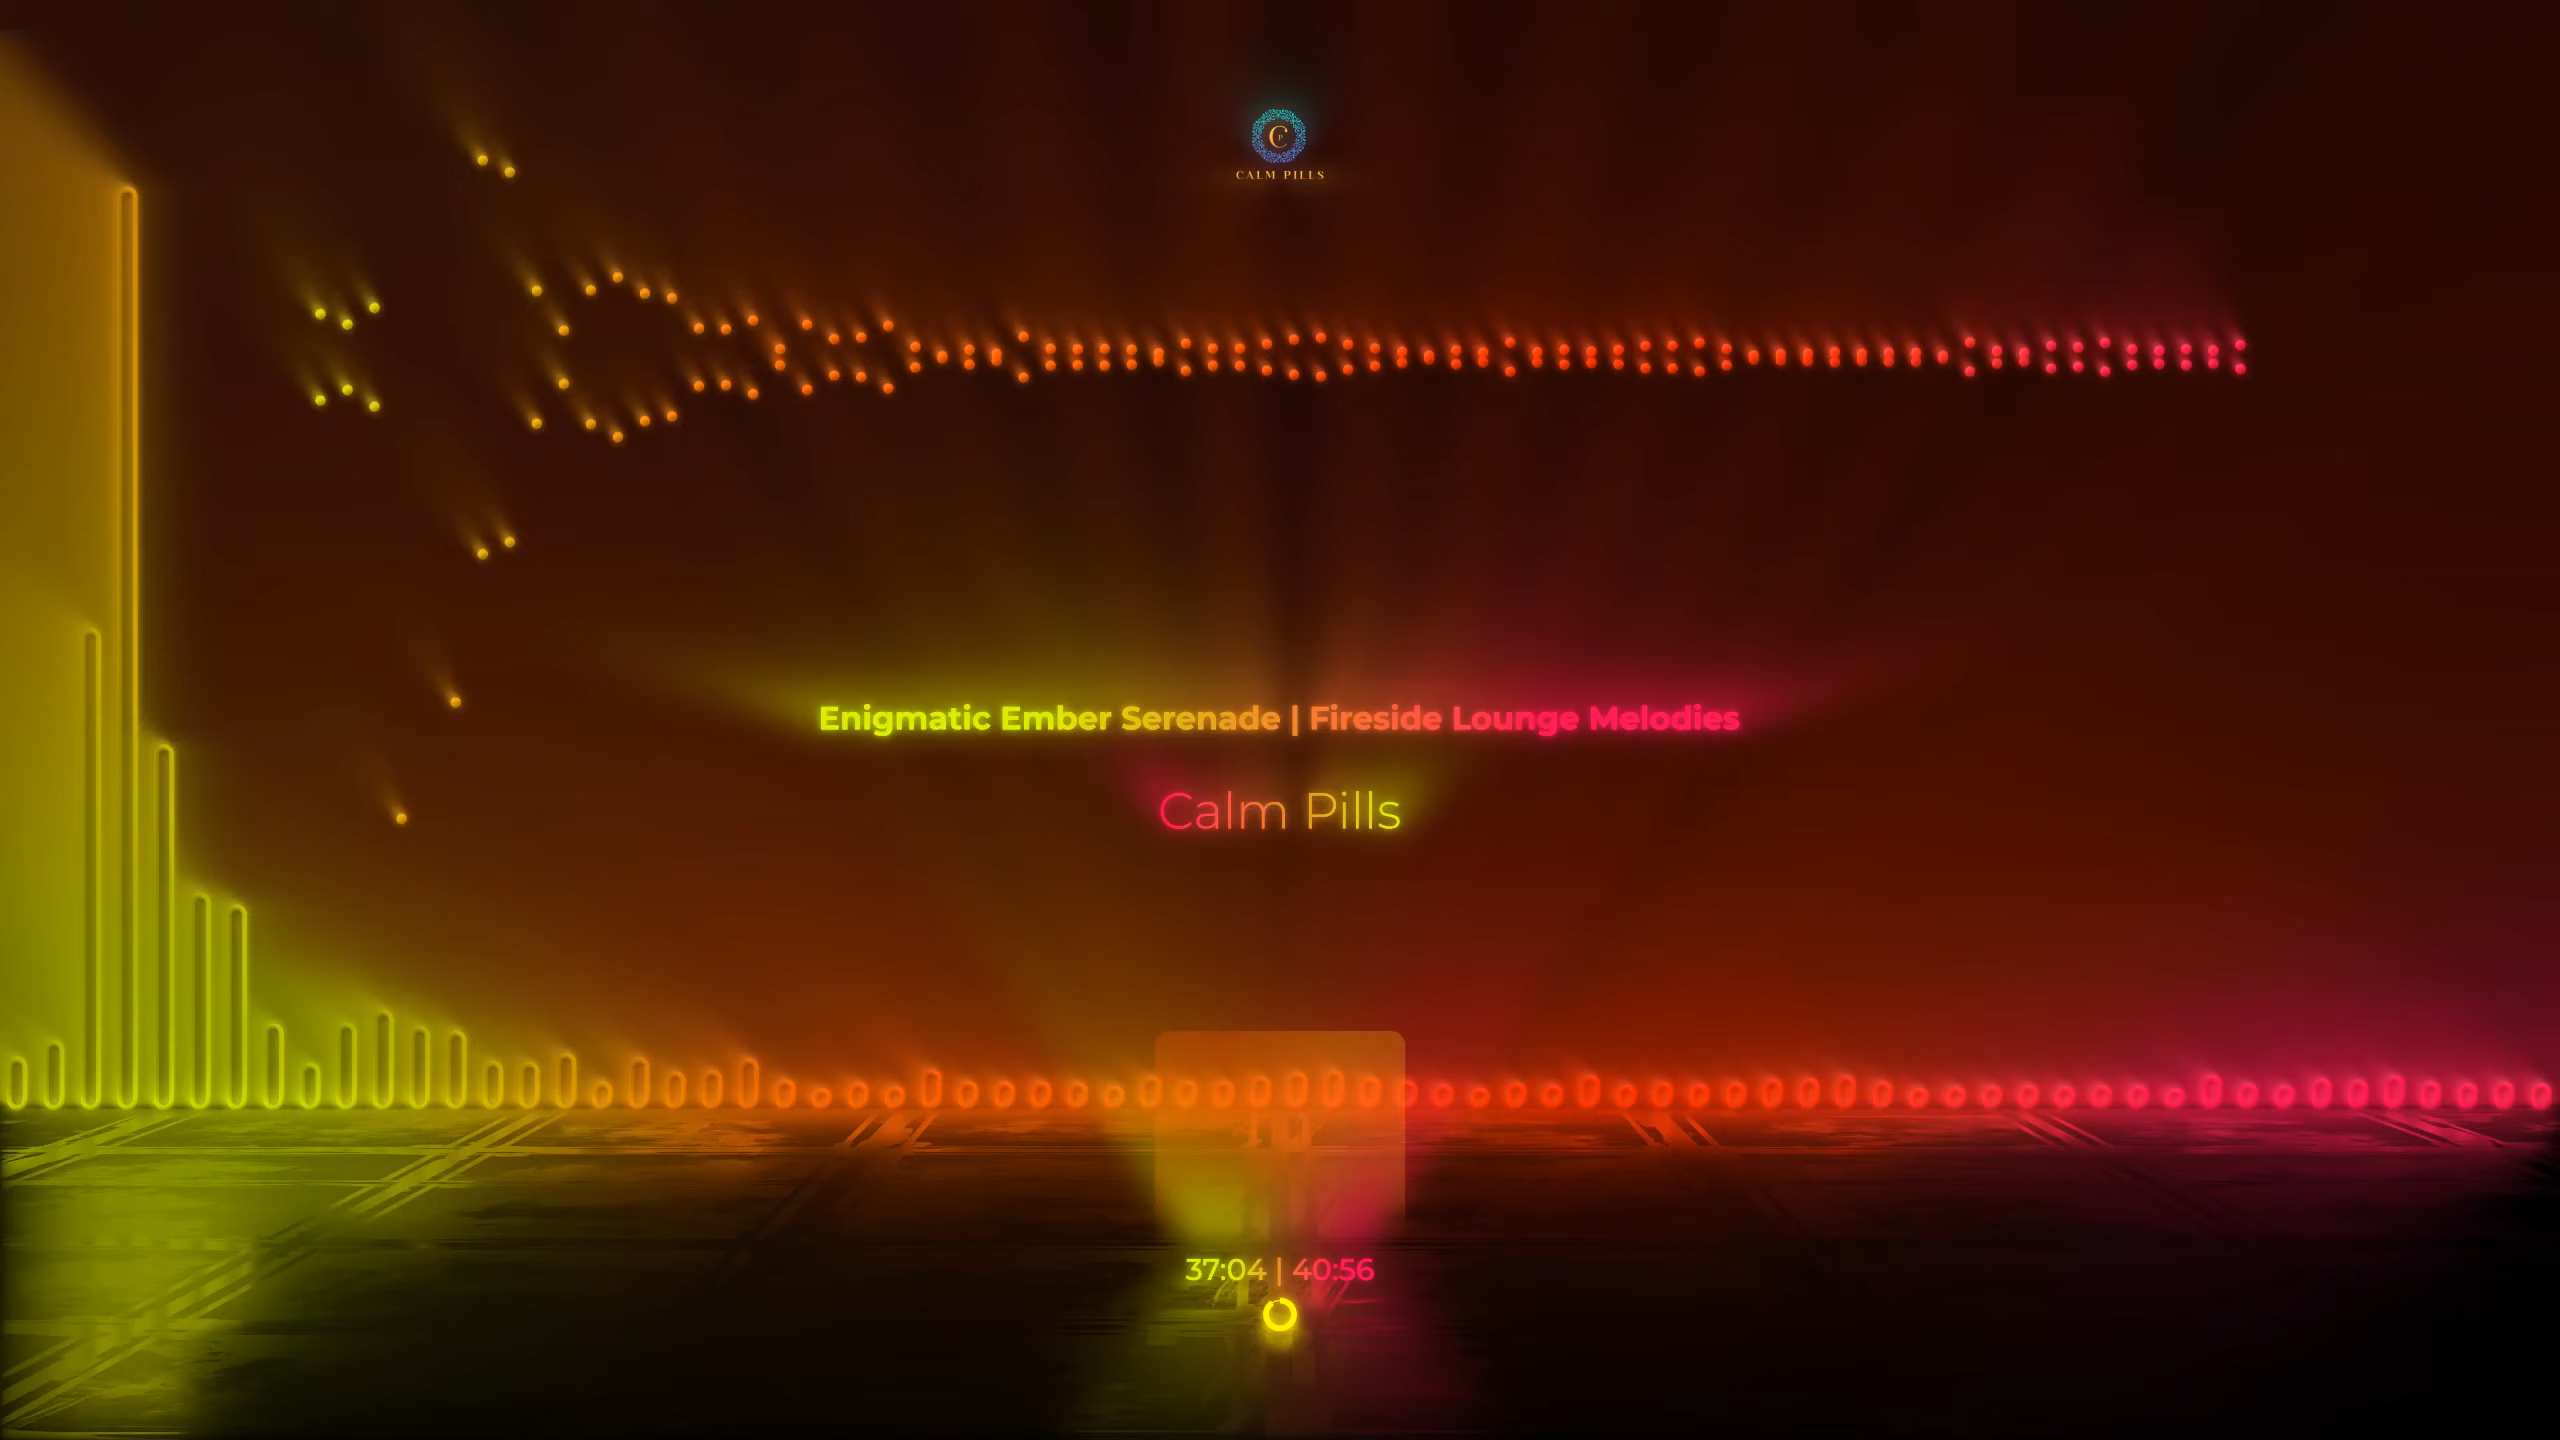 C P
CALM PILLS
Enigmatic Ember Serenade | Fireside Lounge Melodies
Calm Pills
37:04 | 40:56